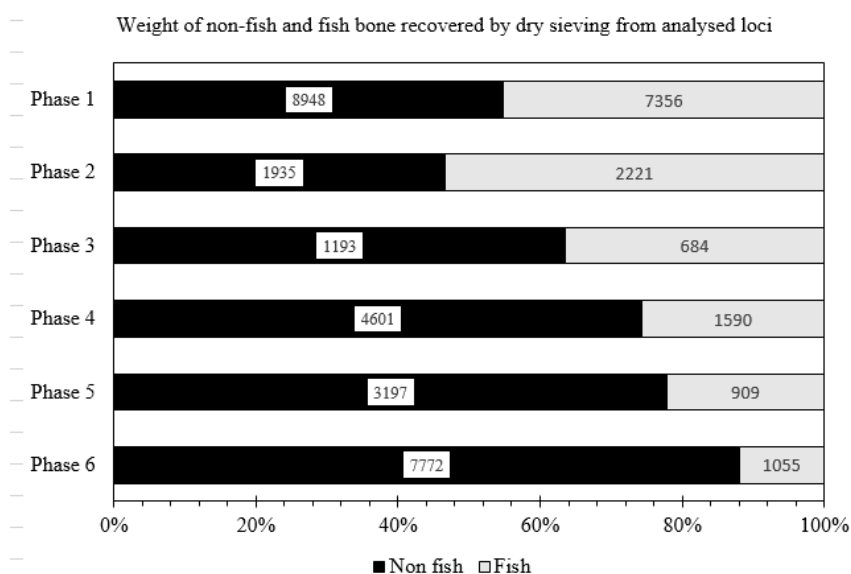 Weight of non-fish and fish bone recovered by dry sieving from analysed loci
Phase 1 8948 7356
Phase 2 1935 2221
Phase 3 1193 684
Phase 4 4601 1590
Phase 5 3197 909
Phase 6 7772 1055
0% 20% 40% 60% 80% 100%
Non fish Fish